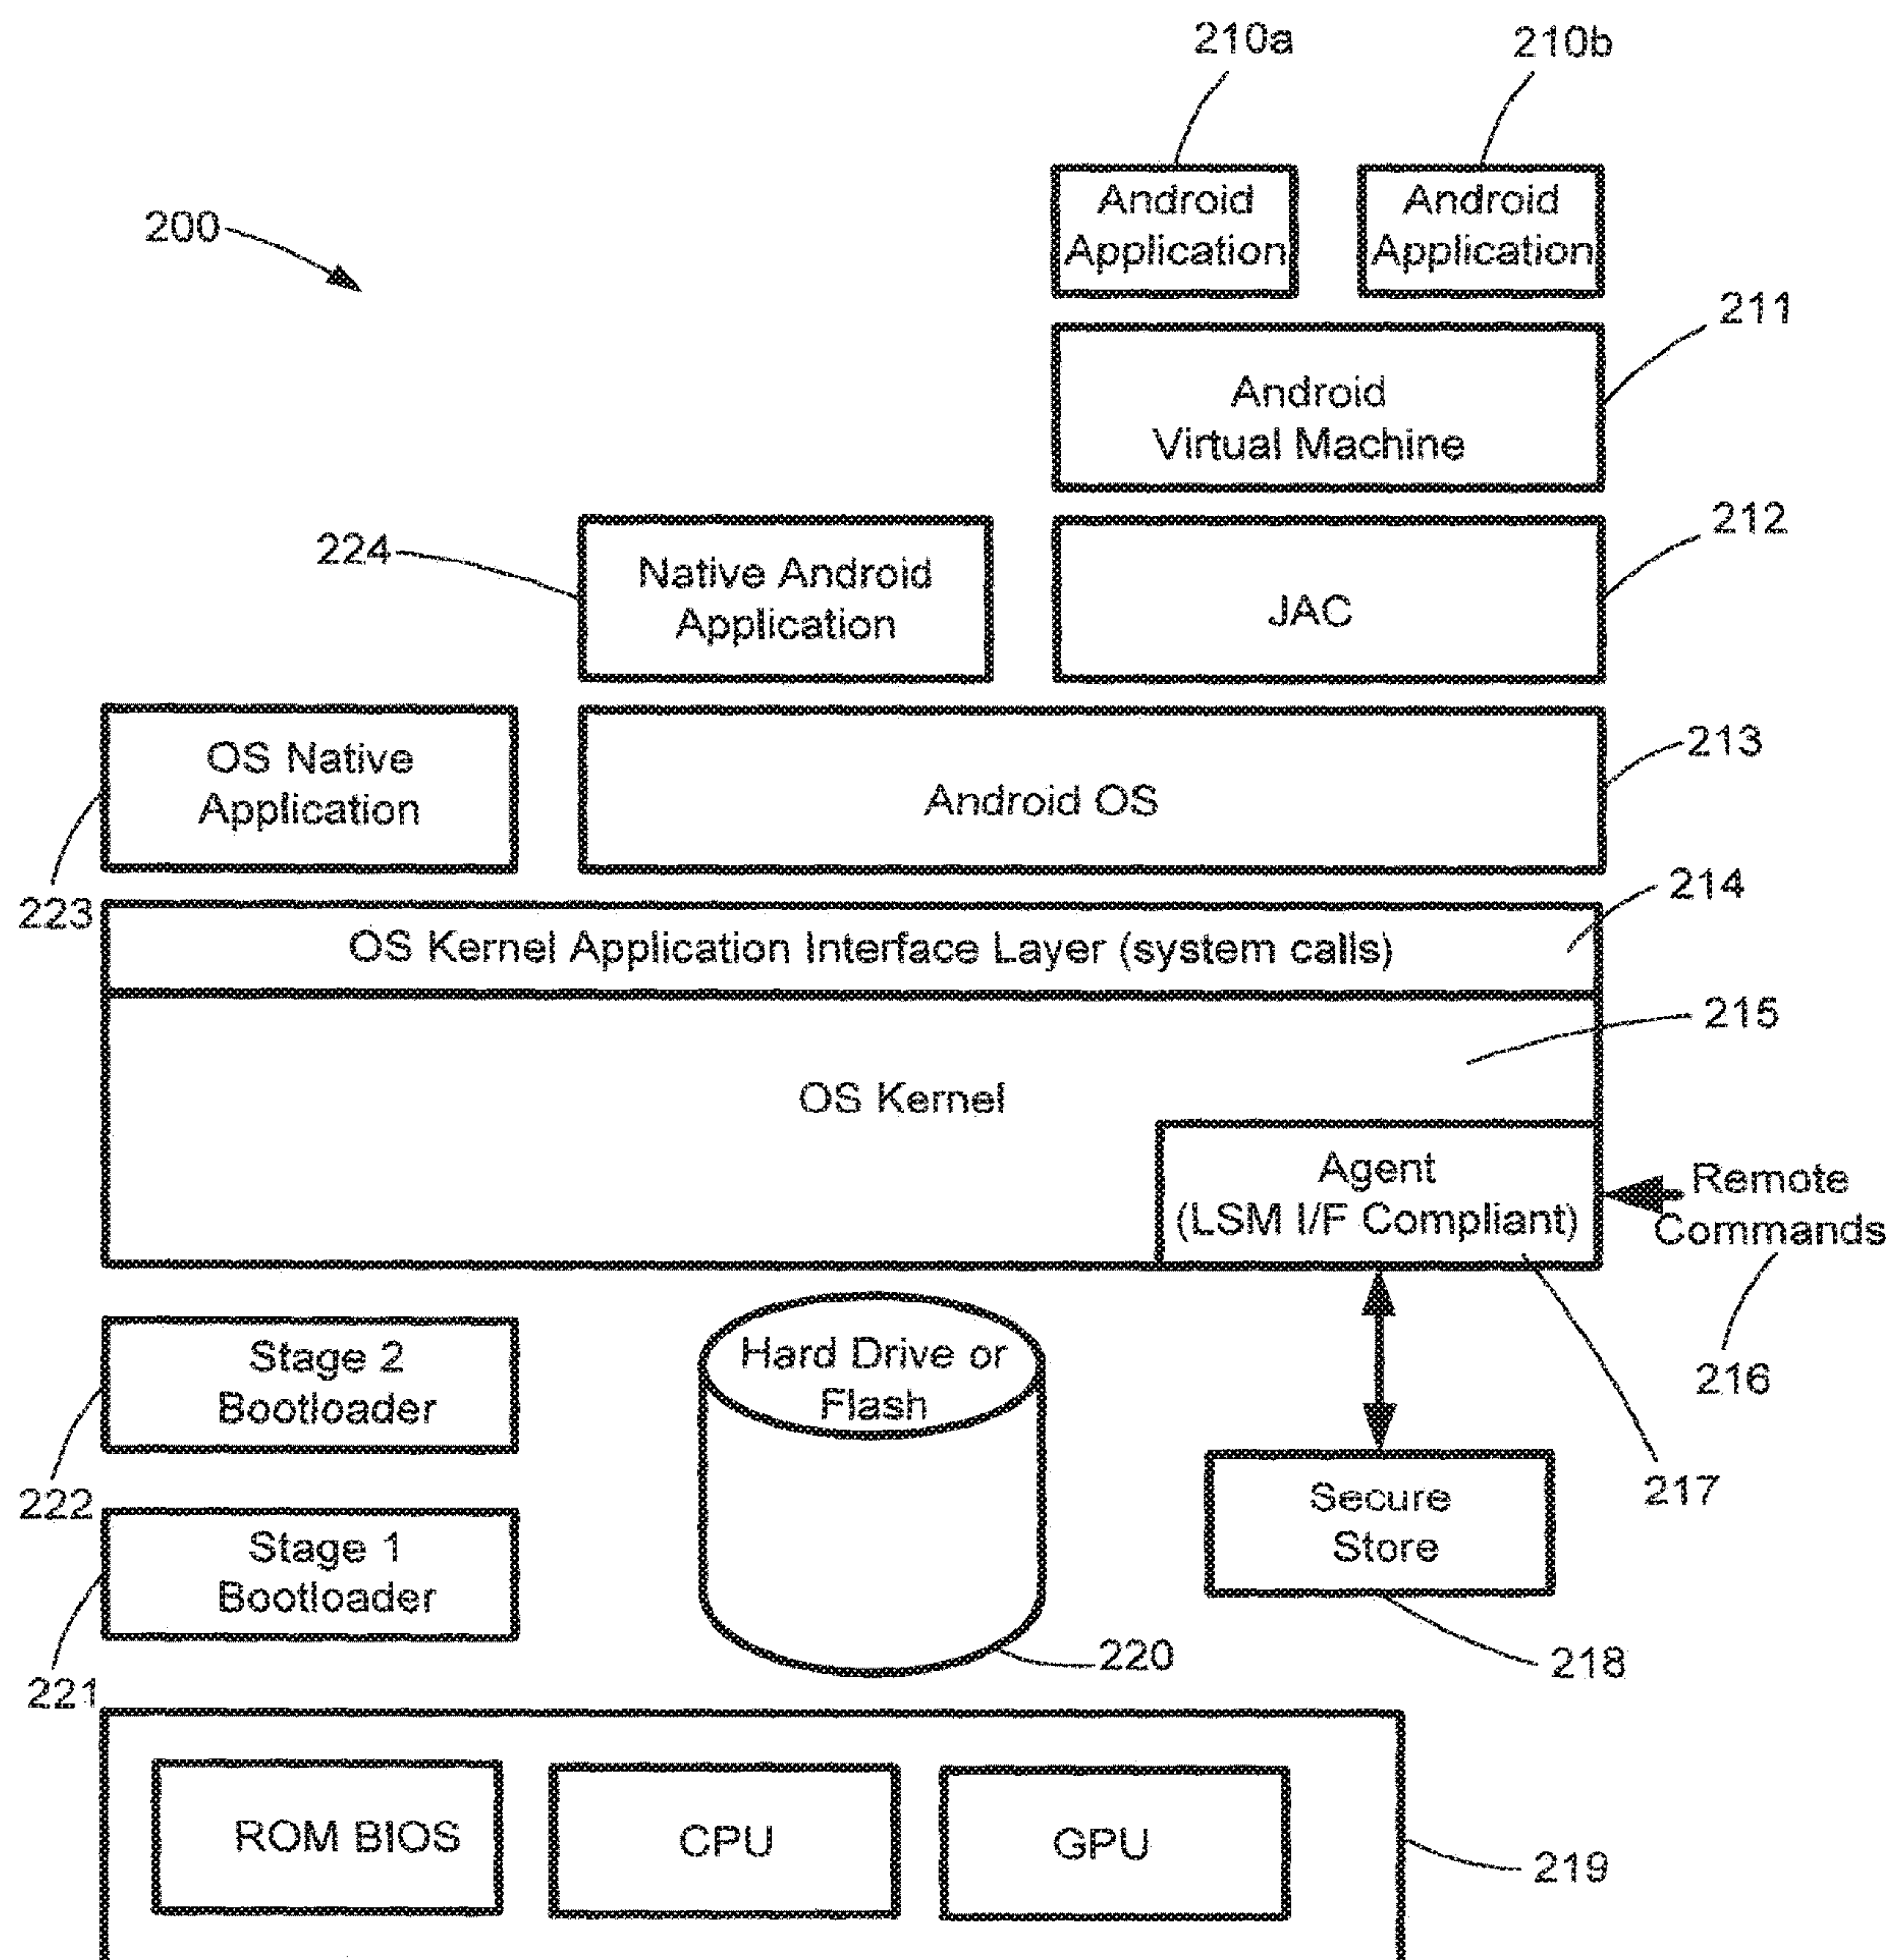 210a
210b
200
Android
Application
Android
Application
211
Android
Virtual Machine
212
224
Native Android
Application
JAC
213
OS Native
Application
Android OS
223
214
OS Kernel Application Interface Layer (system calls)
215
OS Kernel
Agent
(LSM I/F Compliant)
Remote
Commands
216
Stage 2
Bootloader
Hard Drive or
Flash
222
217
Secure
Store
Stage 1
Bootloader
220
218
221
ROM BIOS
CPU
GPU
219